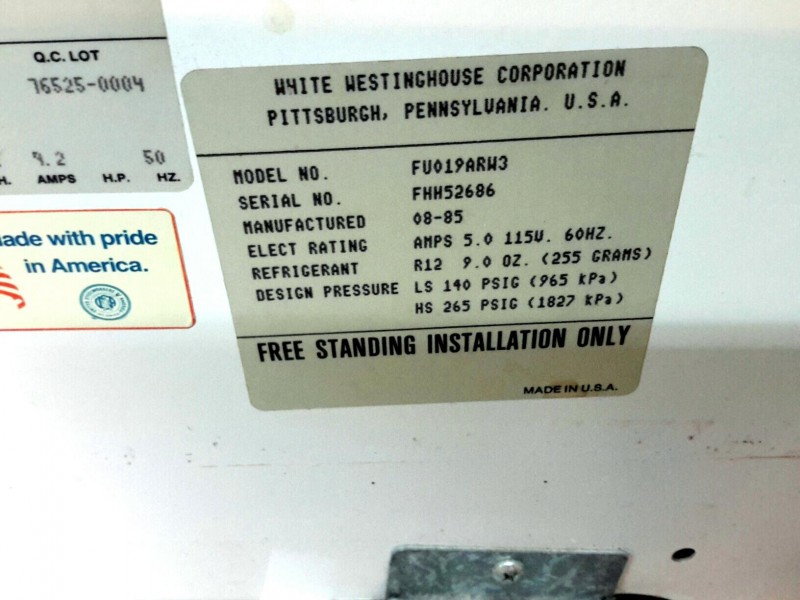 Q.C. LOT
76525-0004
9.2 50
H. AMPS H.P. HZ.
ade with pride
in America.
WHITE WESTINGHOUSE CORPORATION
PITTSBURGH, PENNSYLVANIA. U.S.A.
MODEL NO. FU019ARW3
SERIAL NO. FHH52686
MANUFACTURED 08-85
ELECT RATING AMPS 5.0 115V. 60HZ.
REFRIGERANT R12 9.0 OZ. (255 GRAMS)
DESIGN PRESSURE LS 140 PSIG (965 KPa)
HS 265 PSIG (1827 KPa)
FREE STANDING INSTALLATION ONLY
MADE IN U.S.A.